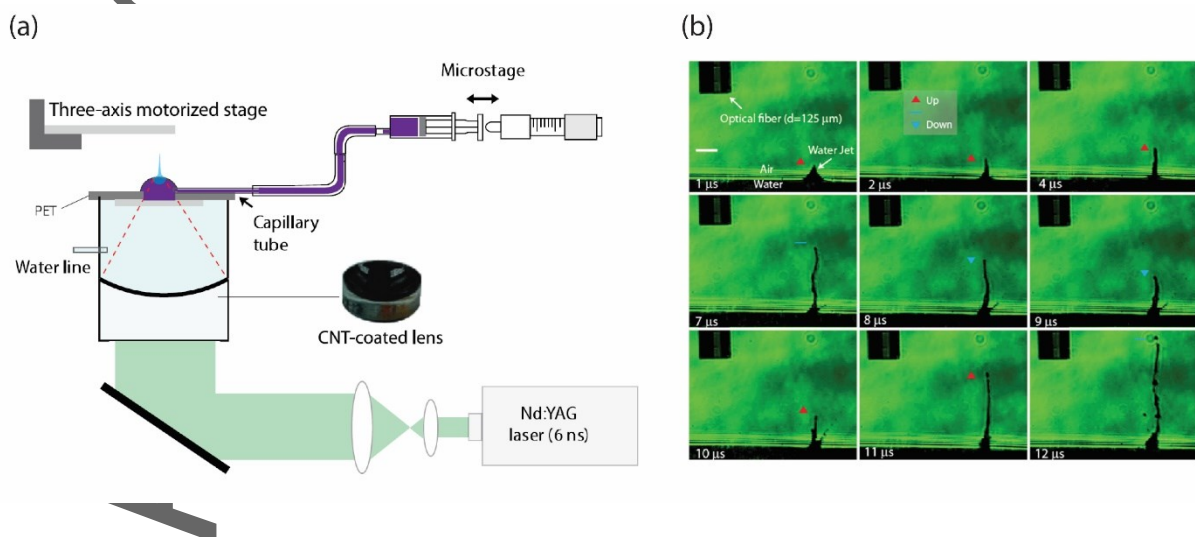 (a)
Microstage
Three-axis motorized stage
PET
Capillary
tube
Water line
CNT-coated lens
Nd:YAG
laser (6 ns)
(b)
Up
Optical fiber (d=125 μm)
Down
Water Jet
Air
Water
1 μs
2 μs
4 μs
7 μs
8 μs
9 μs
10 μs
11 μs
12 μs